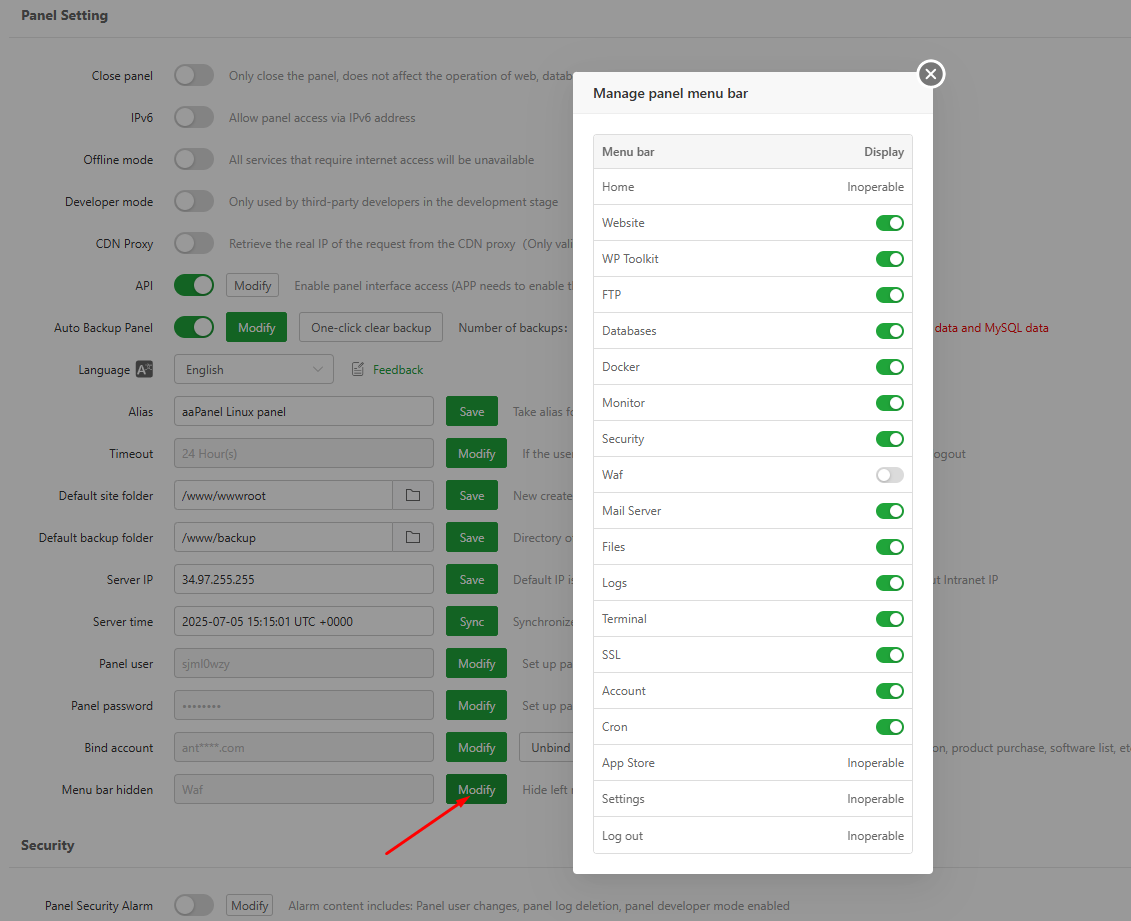 Panel Setting
Close panel Only close the panel, does not affect the operation of web, datab
Manage panel menu bar
IPv6 Allow panel access via IPv6 address
Menu bar Display
Offline mode All services that require internet access will be unavailable
Home Inoperable
Developer mode Only used by third-party developers in the development stage
Website
CDN Proxy Retrieve the real IP of the request from the CDN proxy (Only vali
WP Toolkit
API Modify Enable panel interface access (APP needs to enable th
FTP
Auto Backup Panel Modify One-click clear backup Number of backups: data and MySQL data
Databases
Language English Feedback
Docker
Alias aaPanel Linux panel Save Take alias fo
Monitor
Timeout 24 Hour(s) Modify If the use ogout
Security
Default site folder /www/wwwroot Save New create
Waf
Mail Server
Default backup folder /www/backup Save Directory o
Files
Server IP 34.97.255.255 Save Default IP is ut Intranet IP
Logs
Server time 2025-07-05 15:15:01 UTC +0000 Sync Synchronize
Terminal
Panel user sjml0wzy Modify Set up pa
SSL
Panel password •••••••• Modify Set up pa
Account
Cron
Bind account ant****.com Modify Unbind on, product purchase, software list, et
App Store Inoperable
Menu bar hidden Waf Modify Hide left
Settings Inoperable
Log out Inoperable
Security
Panel Security Alarm Modify Alarm content includes: Panel user changes, panel log deletion, panel developer mode enabled